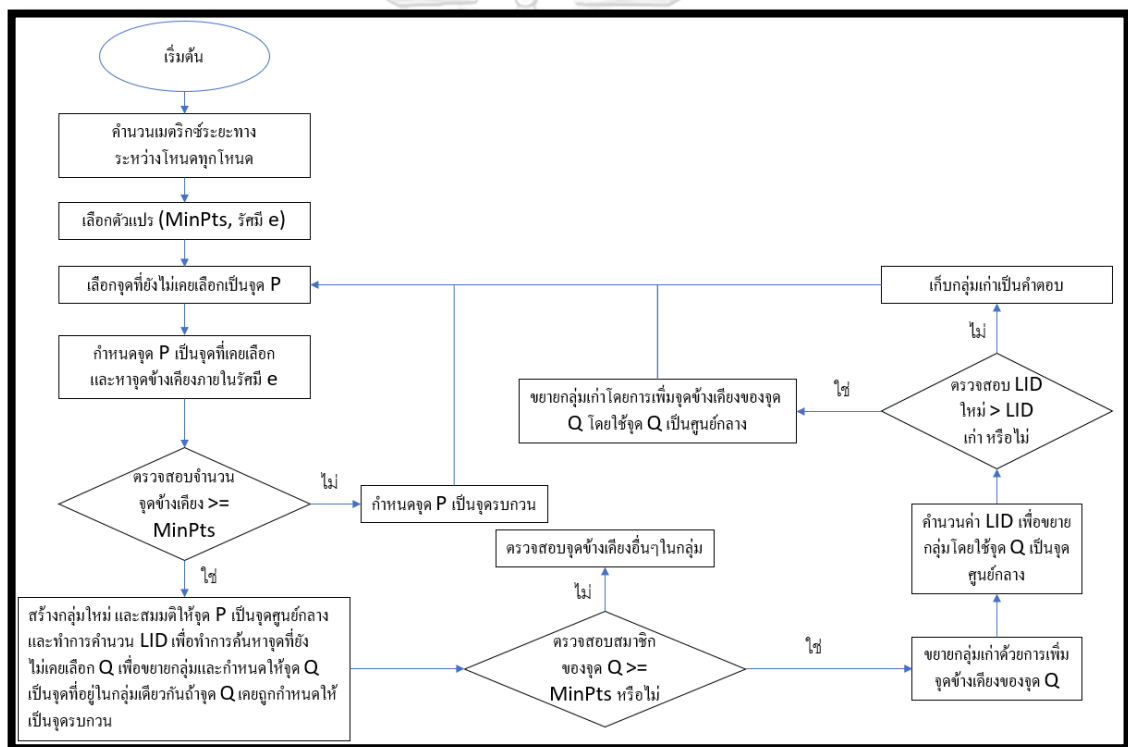 เริ่มต้น
คำนวนเมตริกซ์ระยะทาง
ระหว่างโหนดทุกโหนด
เลือกตัวแปร (MinPts, รัศมี e)
เลือกจุดที่ยังไม่เคยเลือกเป็นจุด P
กำหนดจุด P เป็นจุดที่เคยเลือก
และหาจุดข้างเคียงภายในรัศมี e
ตรวจสอบจำนวน
จุดข้างเคียง >=
MinPts
ไม่
กำหนดจุด P เป็นจุดรบกวน
ใช่
สร้างกลุ่มใหม่ และสมมติให้จุด P เป็นจุดศูนย์กลาง
และทำการคำนวน LID เพื่อทำการค้นหาจุดที่ยัง
ไม่เคยเลือก Q เพื่อขยายกลุ่มและกำหนดให้จุด Q
เป็นจุดที่อยู่ในกลุ่มเดียวกันถ้าจุด Q เคยถูกกำหนดให้
เป็นจุดรบกวน
ตรวจสอบสมาชิก
ของจุด Q >=
MinPts หรือไม่
ไม่
ตรวจสอบจุดข้างเคียงอื่นๆในกลุ่ม
ใช่
ขยายกลุ่มเก่าด้วยการเพิ่ม
จุดข้างเคียงของจุด Q
คำนวนค่า LID เพื่อขยาย
กลุ่มโดยใช้จุด Q เป็นจุด
ศูนย์กลาง
ตรวจสอบ LID
ใหม่ > LID
เก่า หรือไม่
ใช่
ขยายกลุ่มเก่าโดยการเพิ่มจุดข้างเคียงของจุด
Q โดยใช้จุด Q เป็นศูนย์กลาง
ไม่
เก็บกลุ่มเก่าเป็นคำตอบ